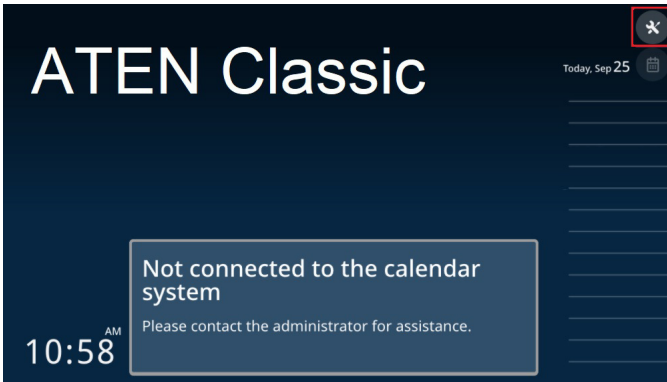 ATEN Classic
Today, Sep 25
Not connected to the calendar
system
Please contact the administrator for assistance.
AM
10:58